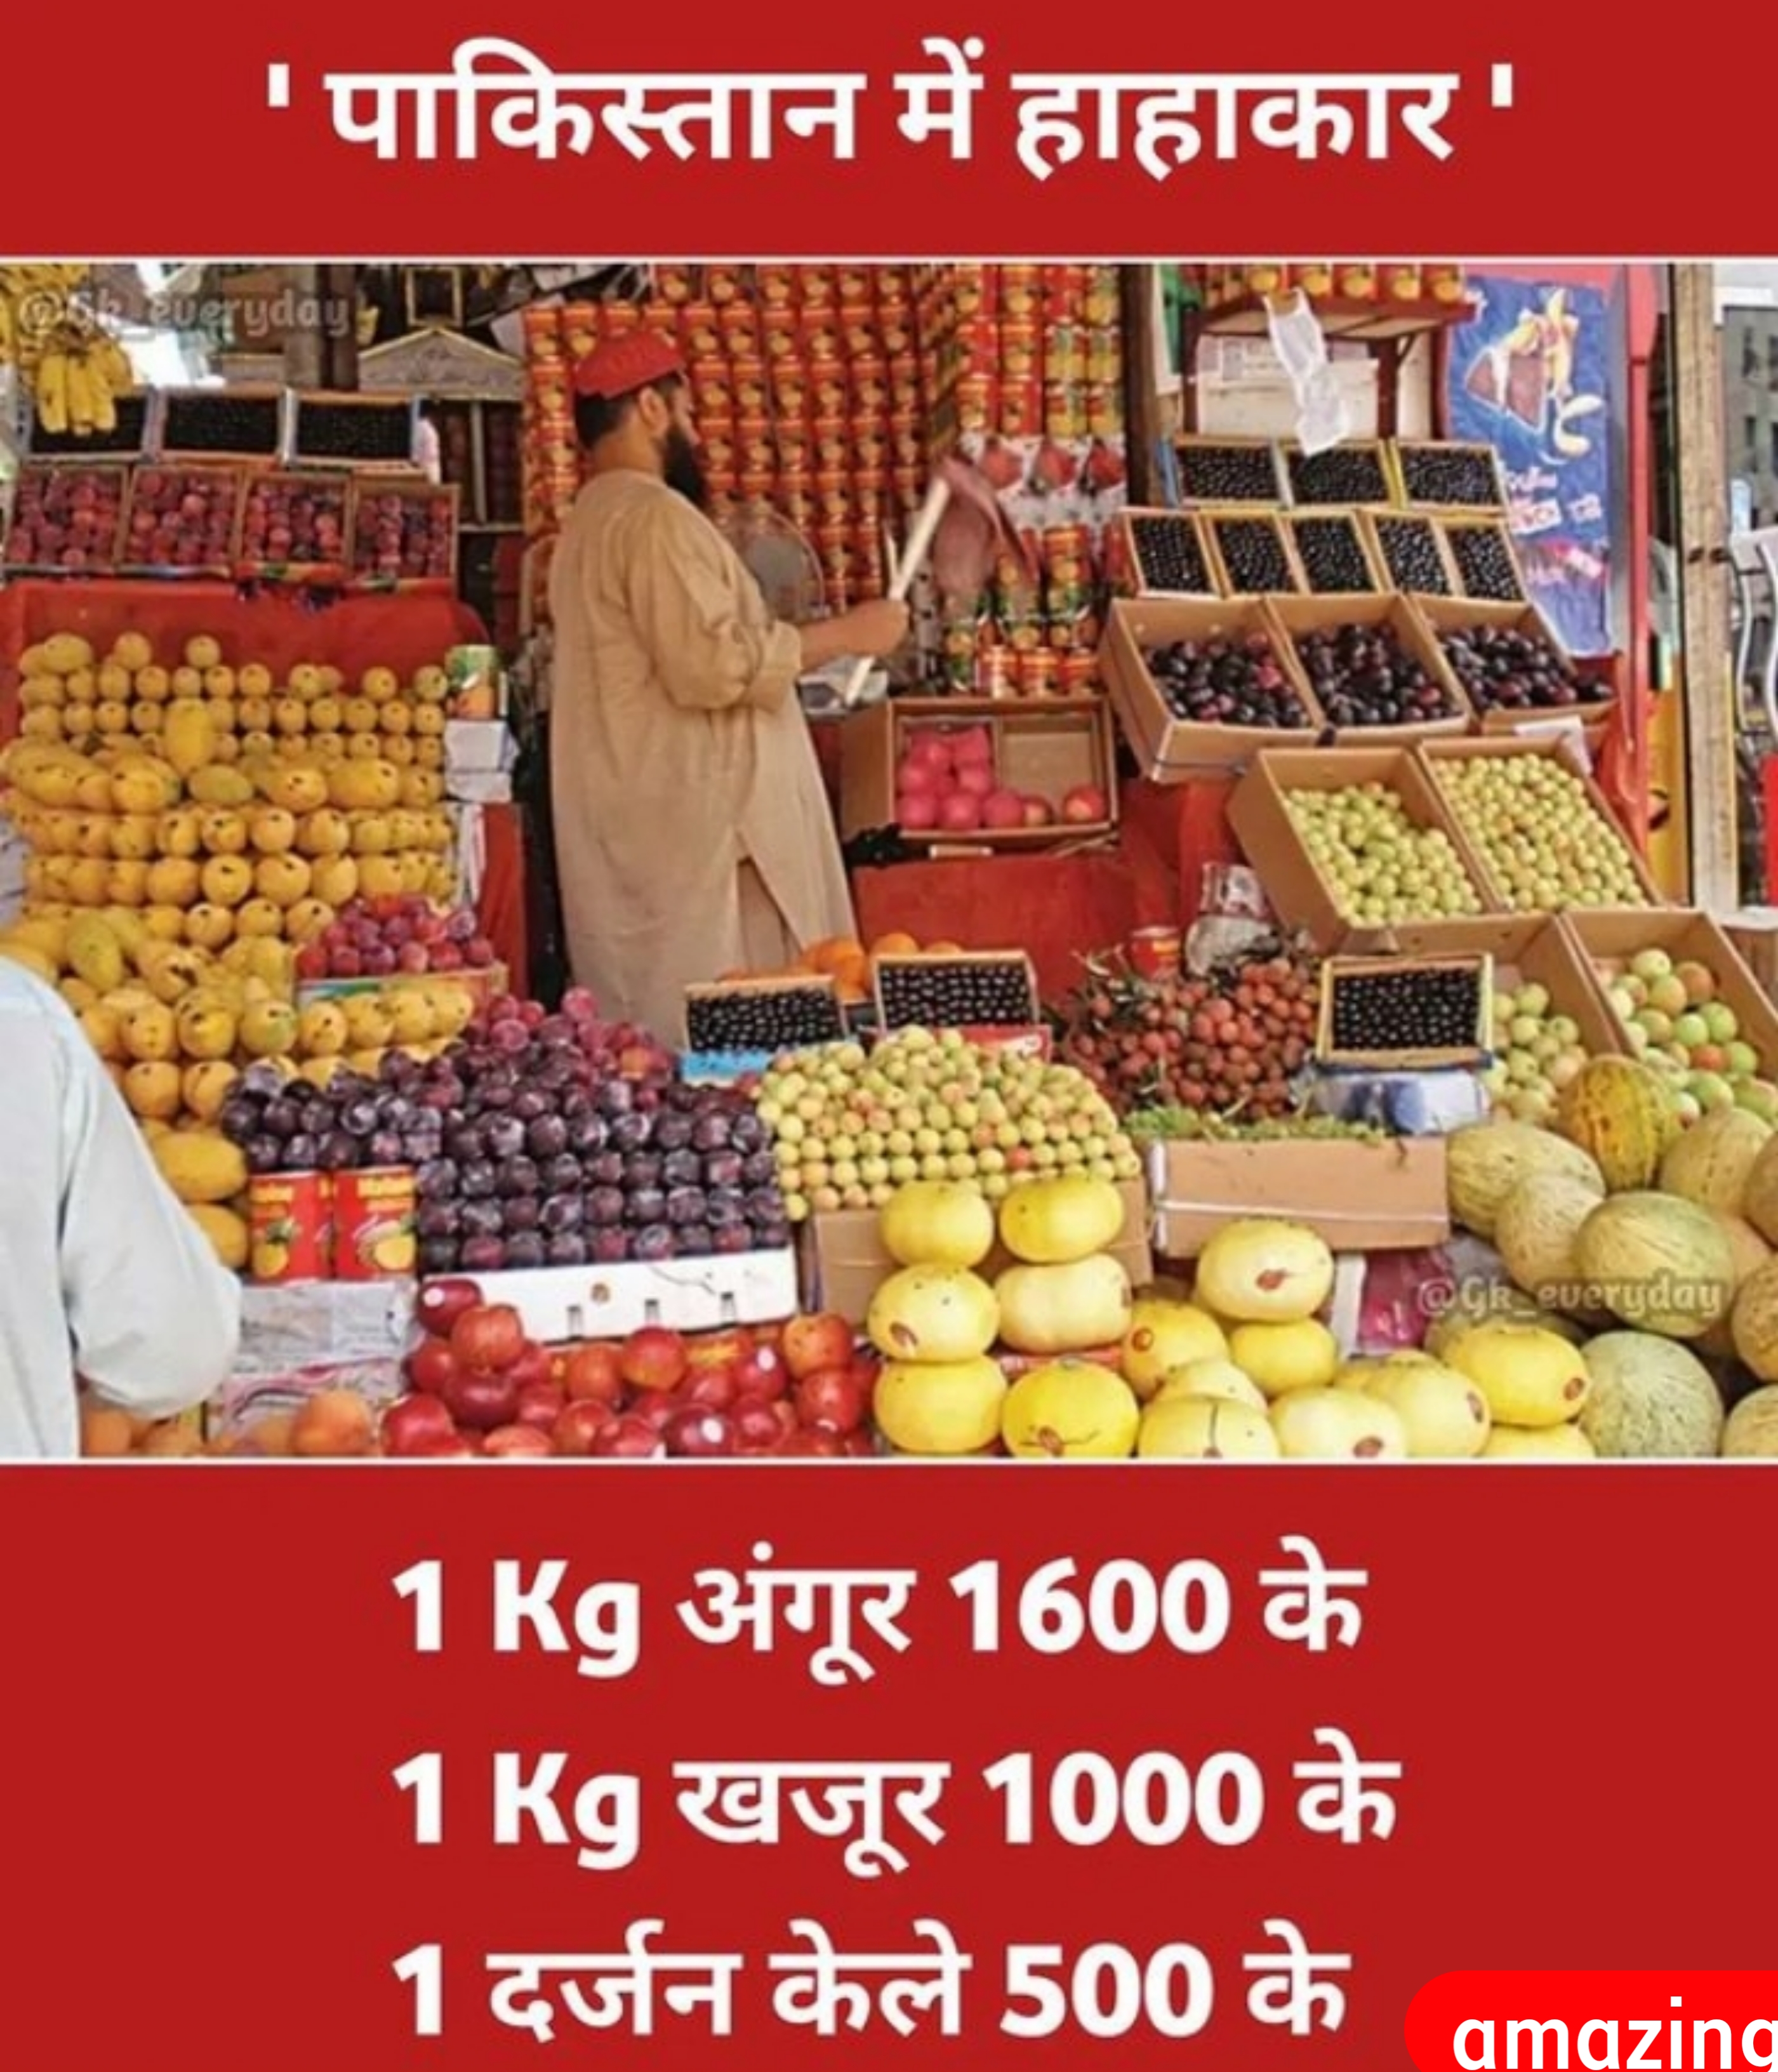 ' पाकिस्तान में हाहाकार '
@Gk_everyday
@Gk_everyday
1 Kg अंगूर 1600 के
1 Kg खजूर 1000 के
1 दर्जन केले 500 के
amazing